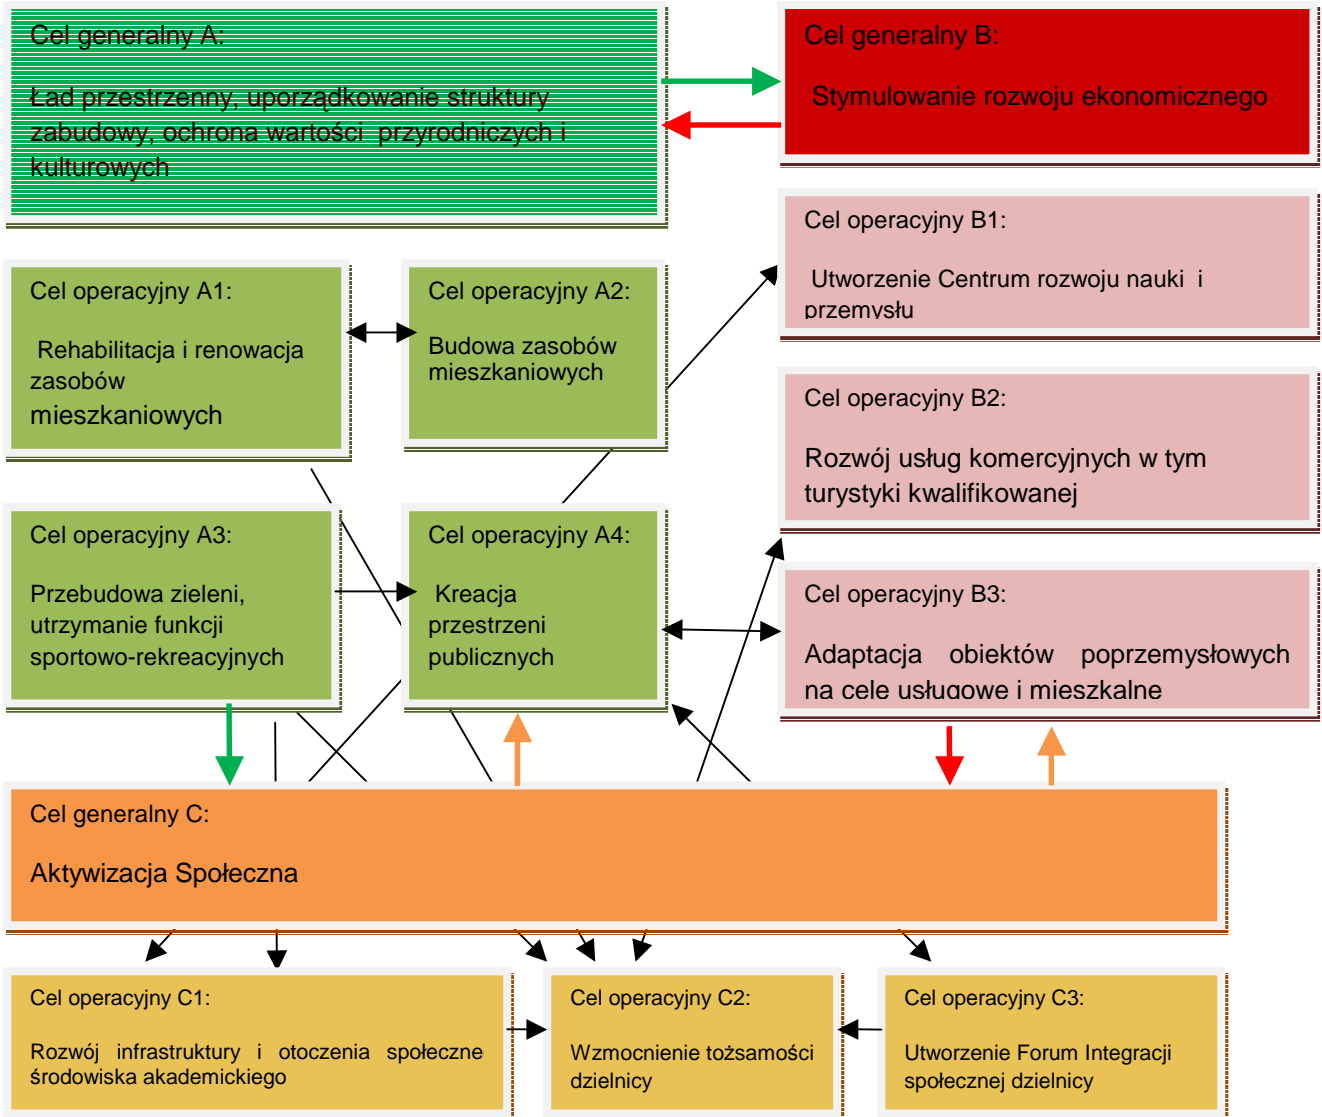 Cel generalny A:
Ład przestrzenny, uporządkowanie struktury
zabudowy, ochrona wartości przyrodniczych i
kulturowych
Cel generalny B:
Stymulowanie rozwoju ekonomicznego
Cel operacyjny B1:
Utworzenie Centrum rozwoju nauki i
przemysłu
Cel operacyjny A1:
Rehabilitacja i renowacja
zasobów
mieszkaniowych
Cel operacyjny A2:
Budowa zasobów
mieszkaniowych
Cel operacyjny B2:
Rozwój usług komercyjnych w tym
turystyki kwalifikowanej
Cel operacyjny A3:
Przebudowa zieleni,
utrzymanie funkcji
sportowo-rekreacyjnych
Cel operacyjny A4:
Kreacja
przestrzeni
publicznych
Cel operacyjny B3:
Adaptacja obiektów poprzemysłowych
na cele usługowe i mieszkalne
Cel generalny C:
Aktywizacja Społeczna
Cel operacyjny C1:
Rozwój infrastruktury i otoczenia społeczne
środowiska akademickiego
Cel operacyjny C2:
Wzmocnienie tożsamości
dzielnicy
Cel operacyjny C3:
Utworzenie Forum Integracji
społecznej dzielnicy